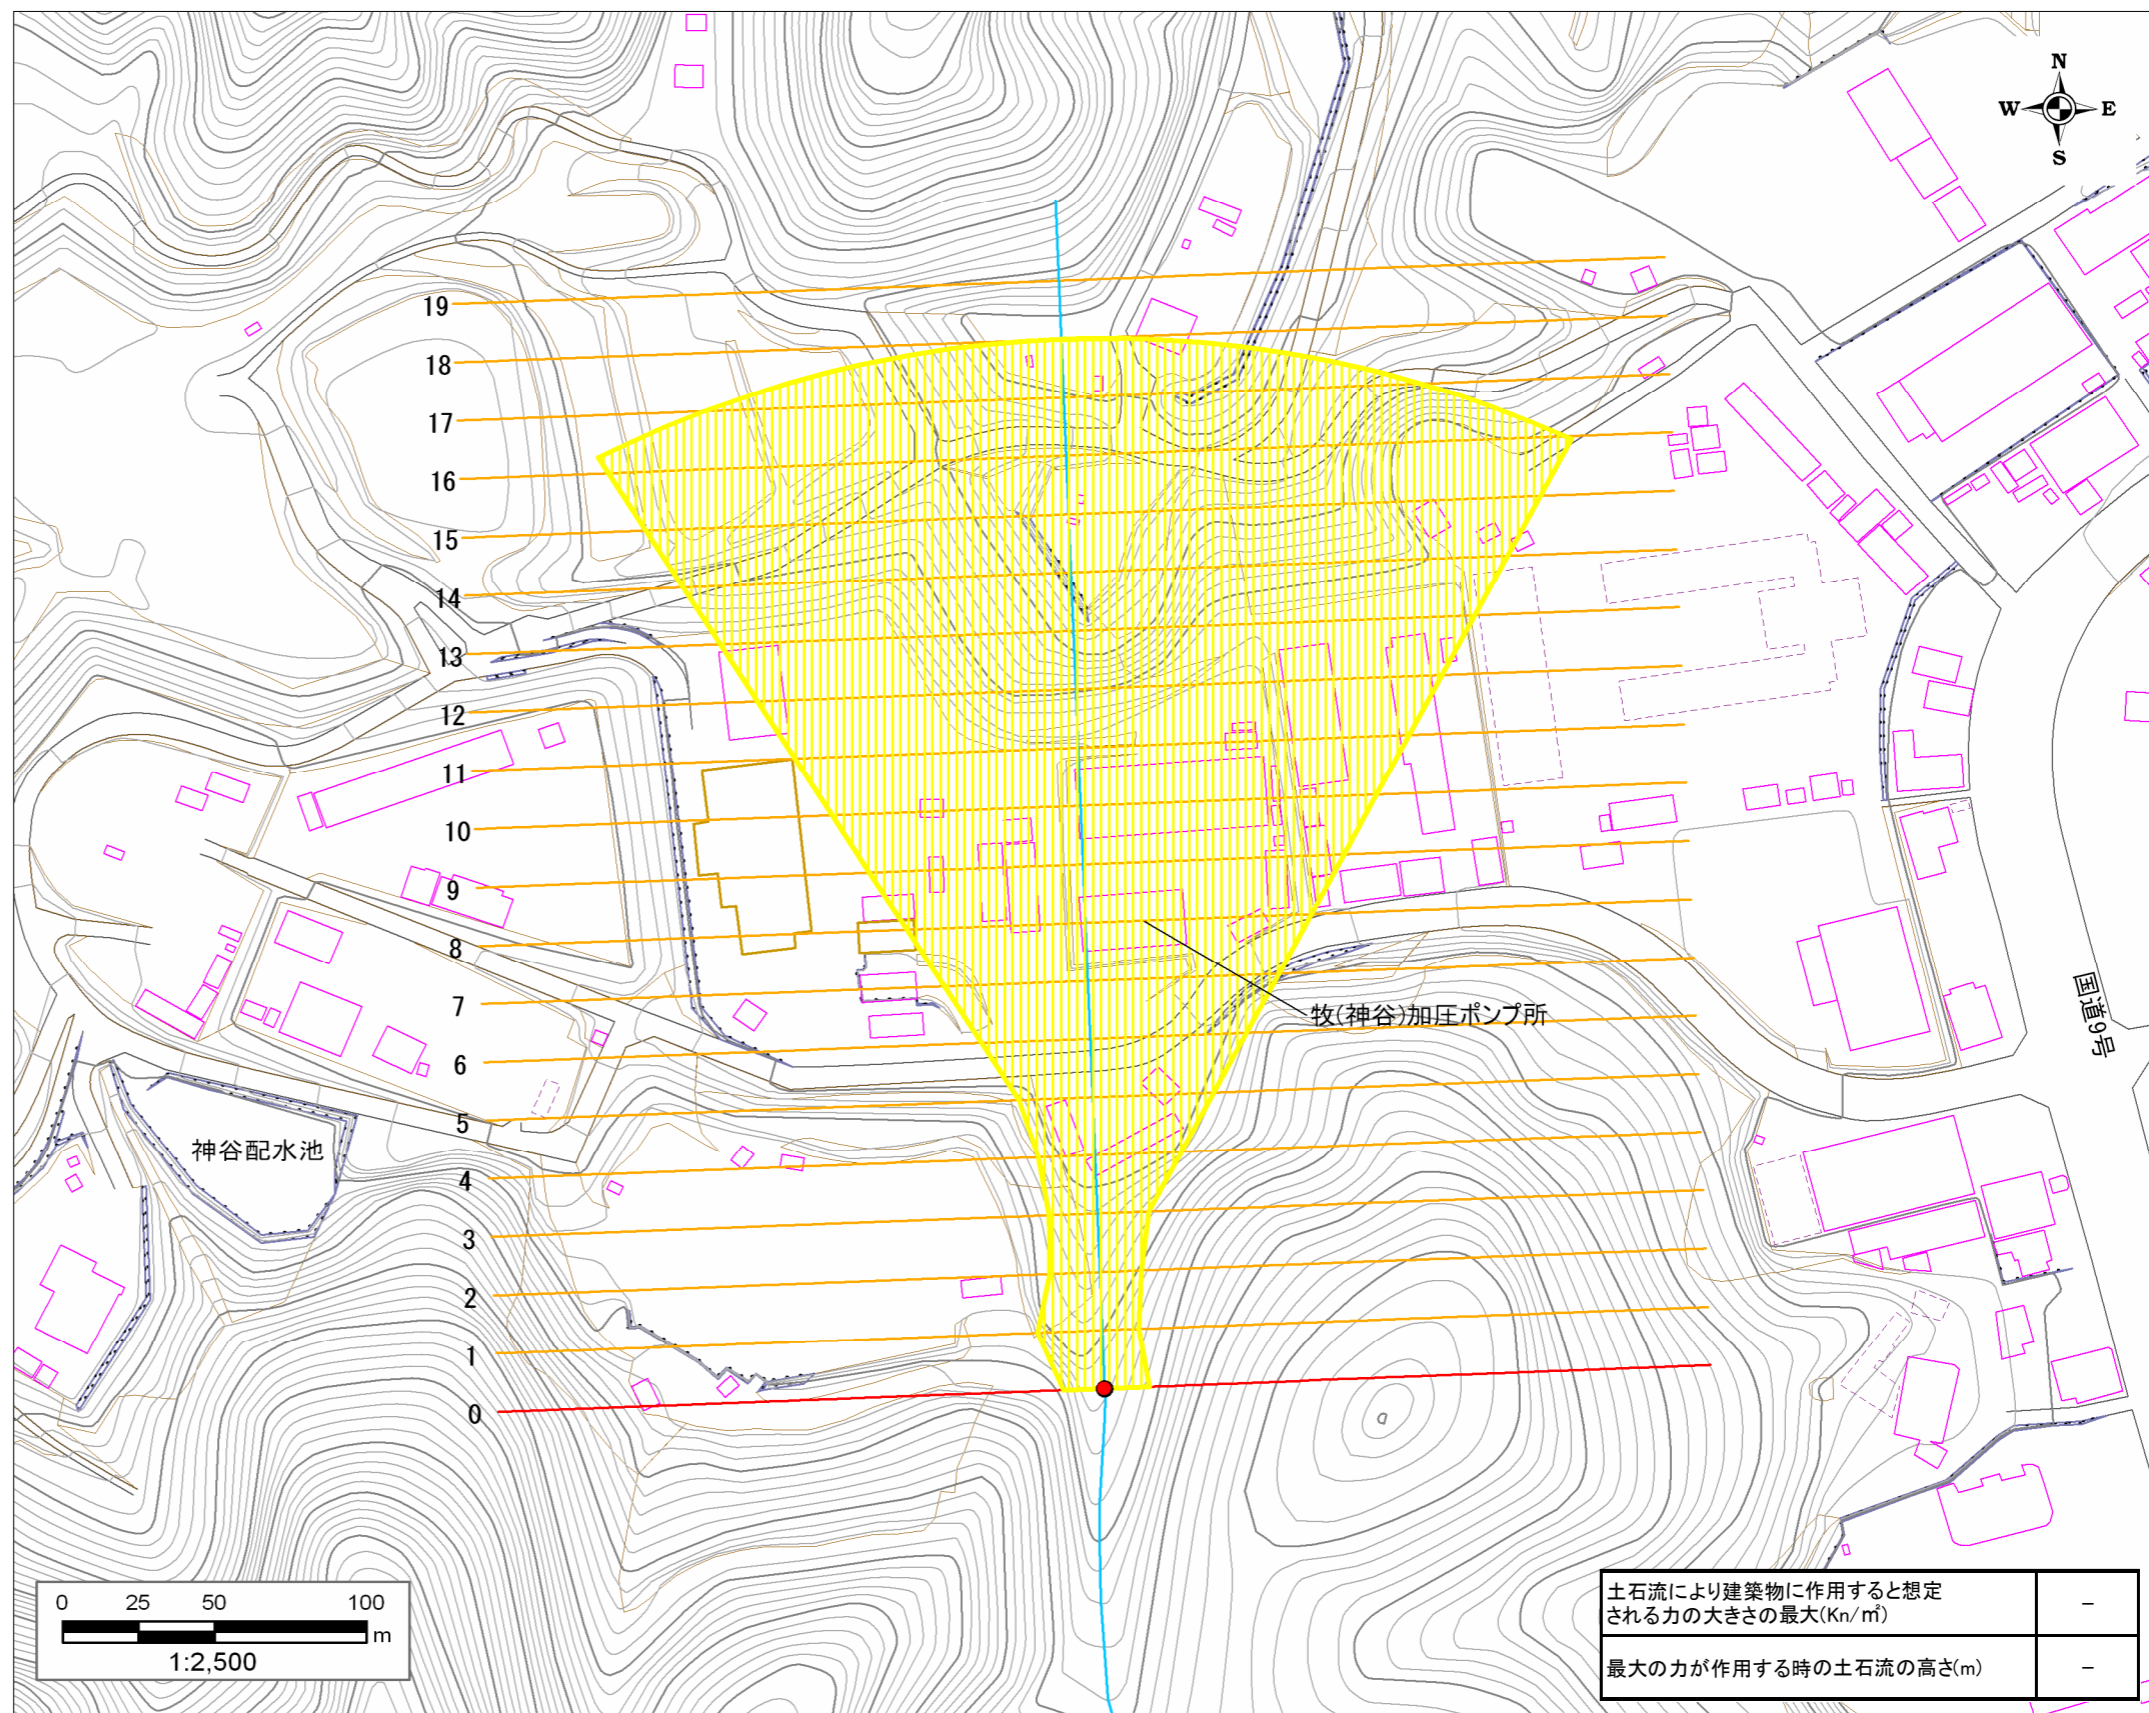 N
W E
S
19
18
17
16
15
14
13
12
11
10
9
8
7
6
5
4
3
2
1
0
牧(神谷)加圧ポンプ所
国道9号
神谷配水池
0 25 50 100
m
1:2,500
土石流により建築物に作用すると想定
される力の大きさの最大(Kn/㎡) －
最大の力が作用する時の土石流の高さ(m) －